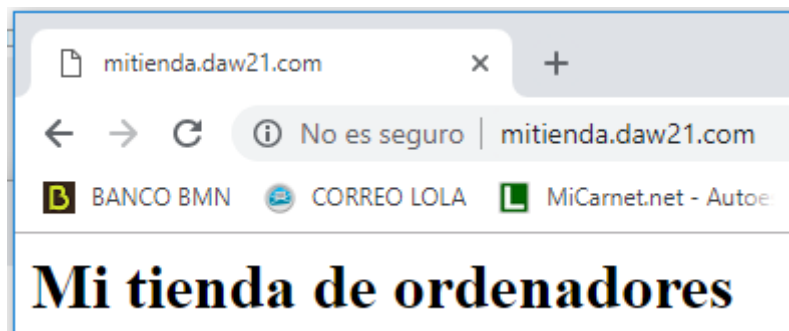 mitienda.daw21.com
No es seguro | mitienda.daw21.com
BANCO BMN CORREO LOLA MiCarnet.net - Autoe
Mi tienda de ordenadores